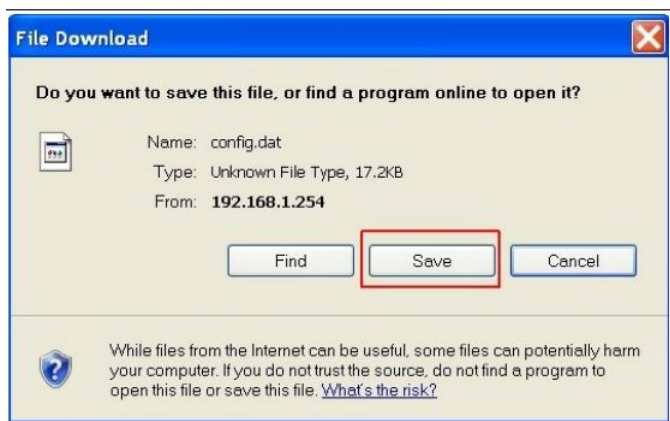 File Download
Do you want to save this file, or find a program online to open it?
Name: config.dat
Type: Unknown File Type, 17.2KB
From: 192.168.1.254
Find Save Cancel
While files from the Internet can be useful, some files can potentially harm
your computer. If you do not trust the source, do not find a program to
open this file or save this file. What's the risk?